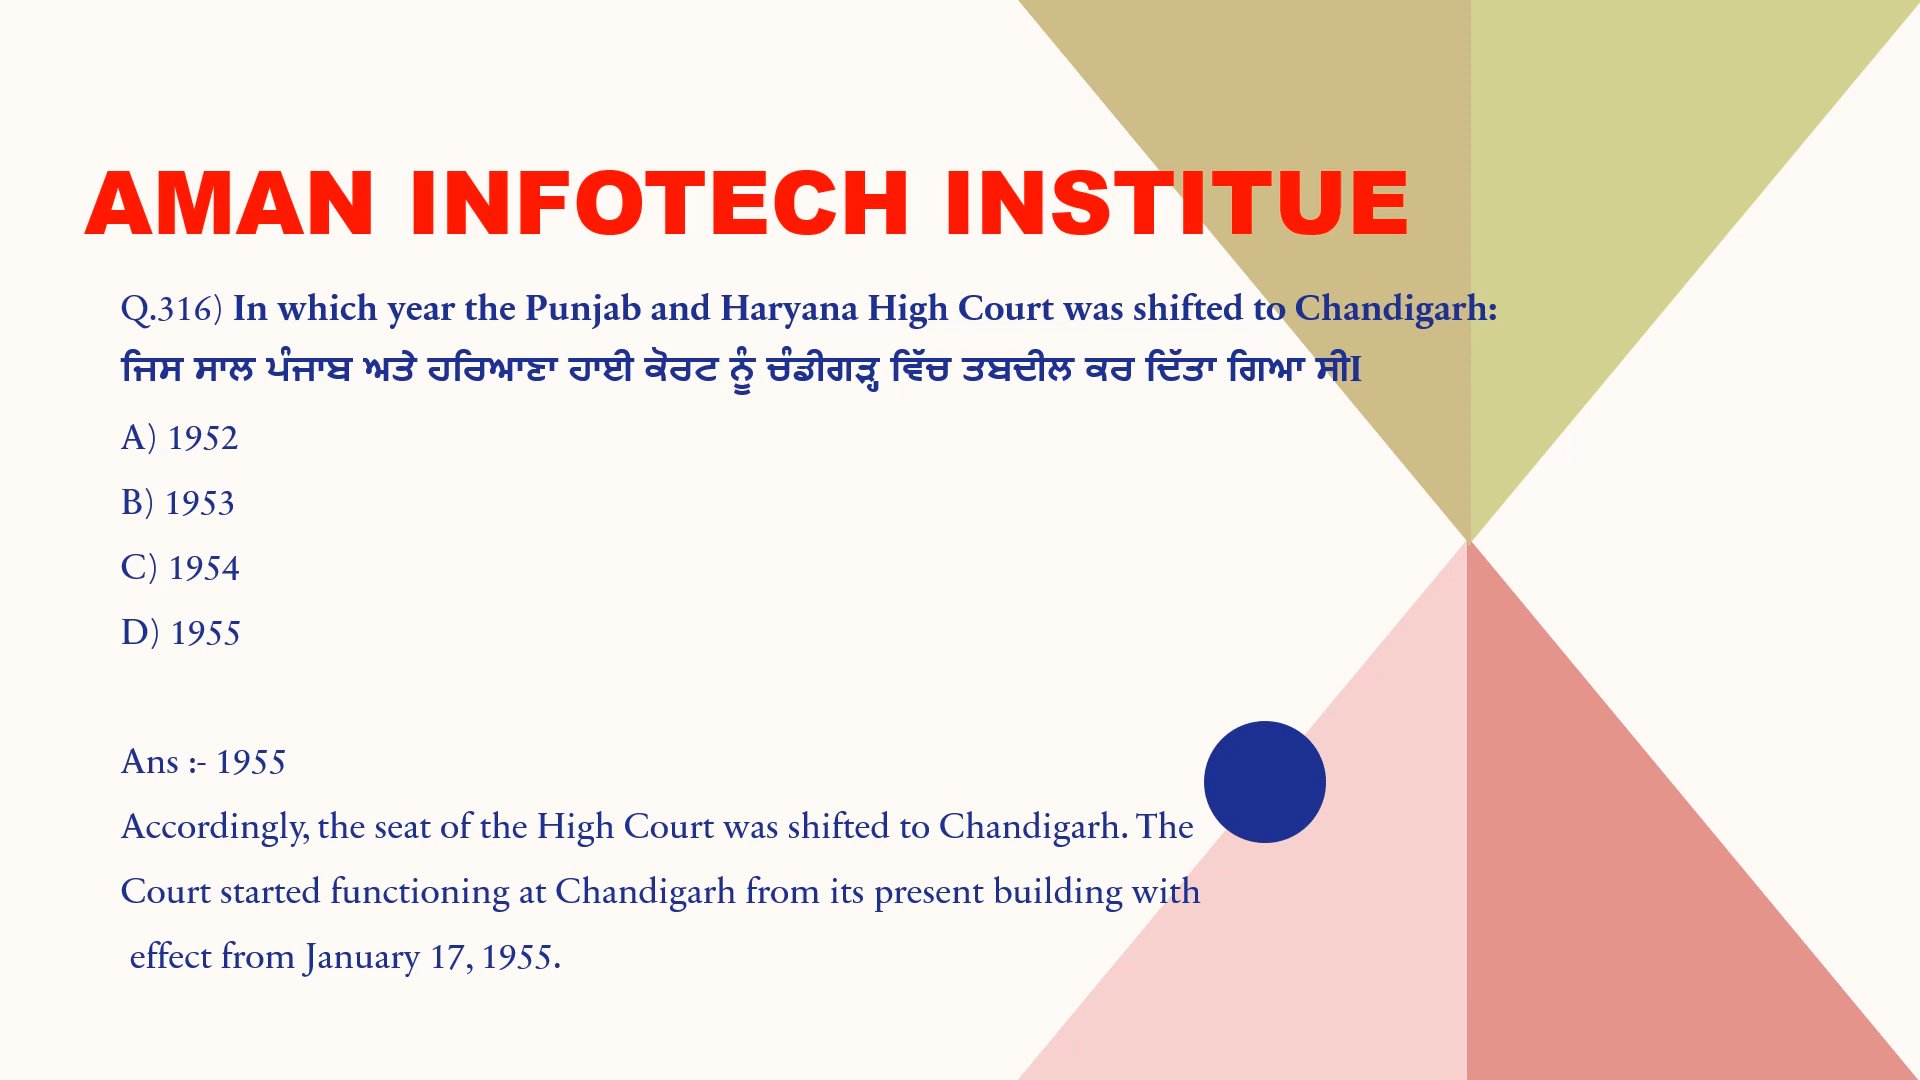 AMAN INFOTECH INSTITUE
Q.316) In which year the Punjab and Haryana High Court was shifted to Chandigarh:
ਜਿਸ ਸਾਲ ਪੰਜਾਬ ਅਤੇ ਹਰਿਆਣਾ ਹਾਈ ਕੋਰਟ ਨੂੰ ਚੰਡੀਗੜ੍ਹ ਵਿੱਚ ਤਬਦੀਲ ਕਰ ਦਿੱਤਾ ਗਿਆ ਸੀI
A) 1952
B) 1953
C) 1954
D) 1955
Ans :- 1955
Accordingly, the seat of the High Court was shifted to Chandigarh. The
Court started functioning at Chandigarh from its present building with
effect from January 17, 1955.